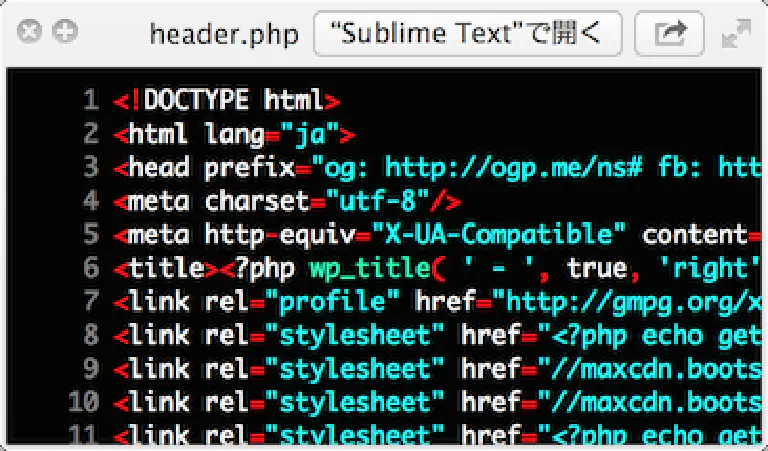 header.php “Sublime Text”で開く
1 <!DOCTYPE html>
2 <html lang="ja">
3 <head prefix="og: http://ogp.me/ns# fb: htt
4 <meta charset="utf-8"/>
5 <meta http-equiv="X-UA-Compatible" content=
6 <title><?php wp_title( ' - ', true, 'right'
7 <link rel="profile" href="http://gmpg.org/x
8 <link rel="stylesheet" href="<?php echo get
9 <link rel="stylesheet" href="//maxcdn.boots
10 <link rel="stylesheet" href="//maxcdn.boots
11 <link rel="stylesheet" href="<?php echo get